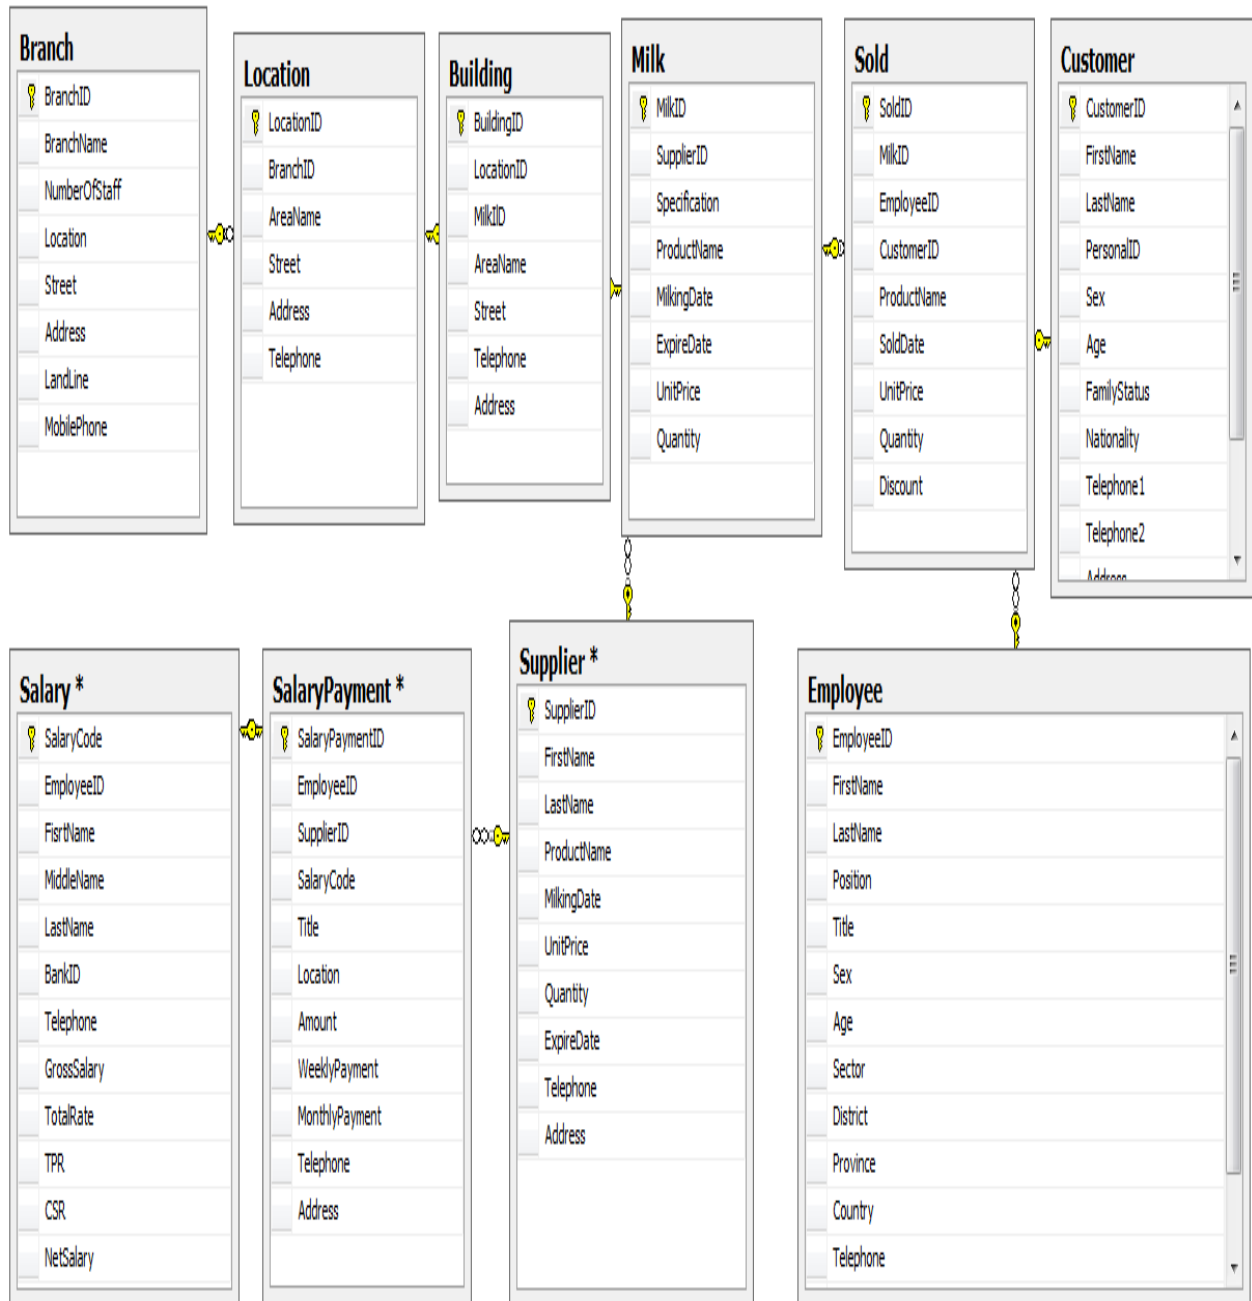 Branch
BranchID
BranchName
NumberOfStaff
Location
Street
Address
LandLine
MobilePhone
Location
LocationID
BranchID
AreaName
Street
Address
Telephone
Building
BuildingID
LocationID
MilkIlD
AreaName
Street
Telephone
Address
Milk
MilkID
SupplierID
Specification
ProductName
MilkingDate
ExpireDate
UnitPrice
Quantity
Sold
SoldID
MilkID
EmployeeID
CustomerID
ProductName
SoldDate
UnitPrice
Quantity
Discount
Customer
CustomerID
FirstName
LastName
PersonalID
Sex
Age
FamilyStatus
Nationality
Telephone1
Telephone2
Address
Salary *
SalaryCode
EmployeeID
FisrtName
MiddleName
LastName
BankID
Telephone
GrossSalary
TotalRate
TPR
CSR
NetSalary
SalaryPayment *
SalaryPaymentID
EmployeeID
SupplierID
SalaryCode
Title
Location
Amount
WeeklyPayment
MonthlyPayment
Telephone
Address
Supplier *
SupplierID
FirstName
LastName
ProductName
MilkingDate
UnitPrice
Quantity
ExpireDate
Telephone
Address
Employee
EmployeeID
FirstName
LastName
Position
Title
Sex
Age
Sector
District
Province
Country
Telephone